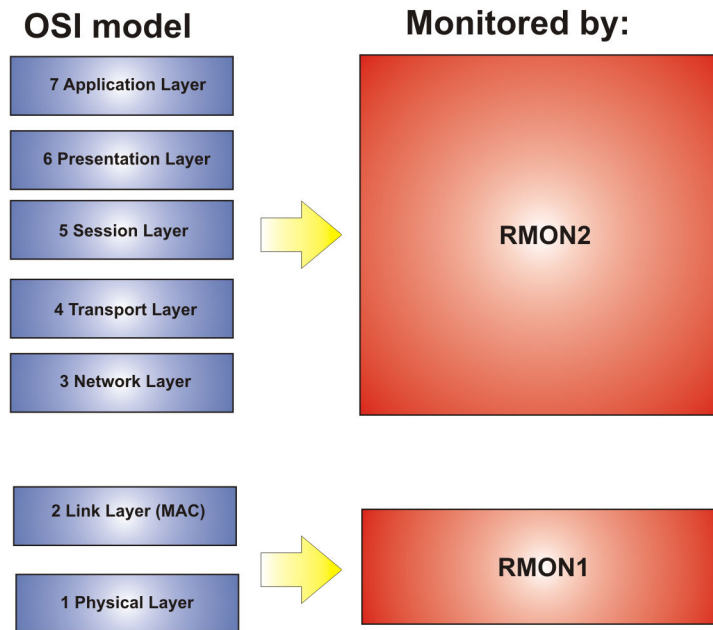 OSI model
Monitored by:
7 Application Layer
6 Presentation Layer
5 Session Layer
4 Transport Layer
3 Network Layer
RMON2
2 Link Layer (MAC)
1 Physical Layer
RMON1